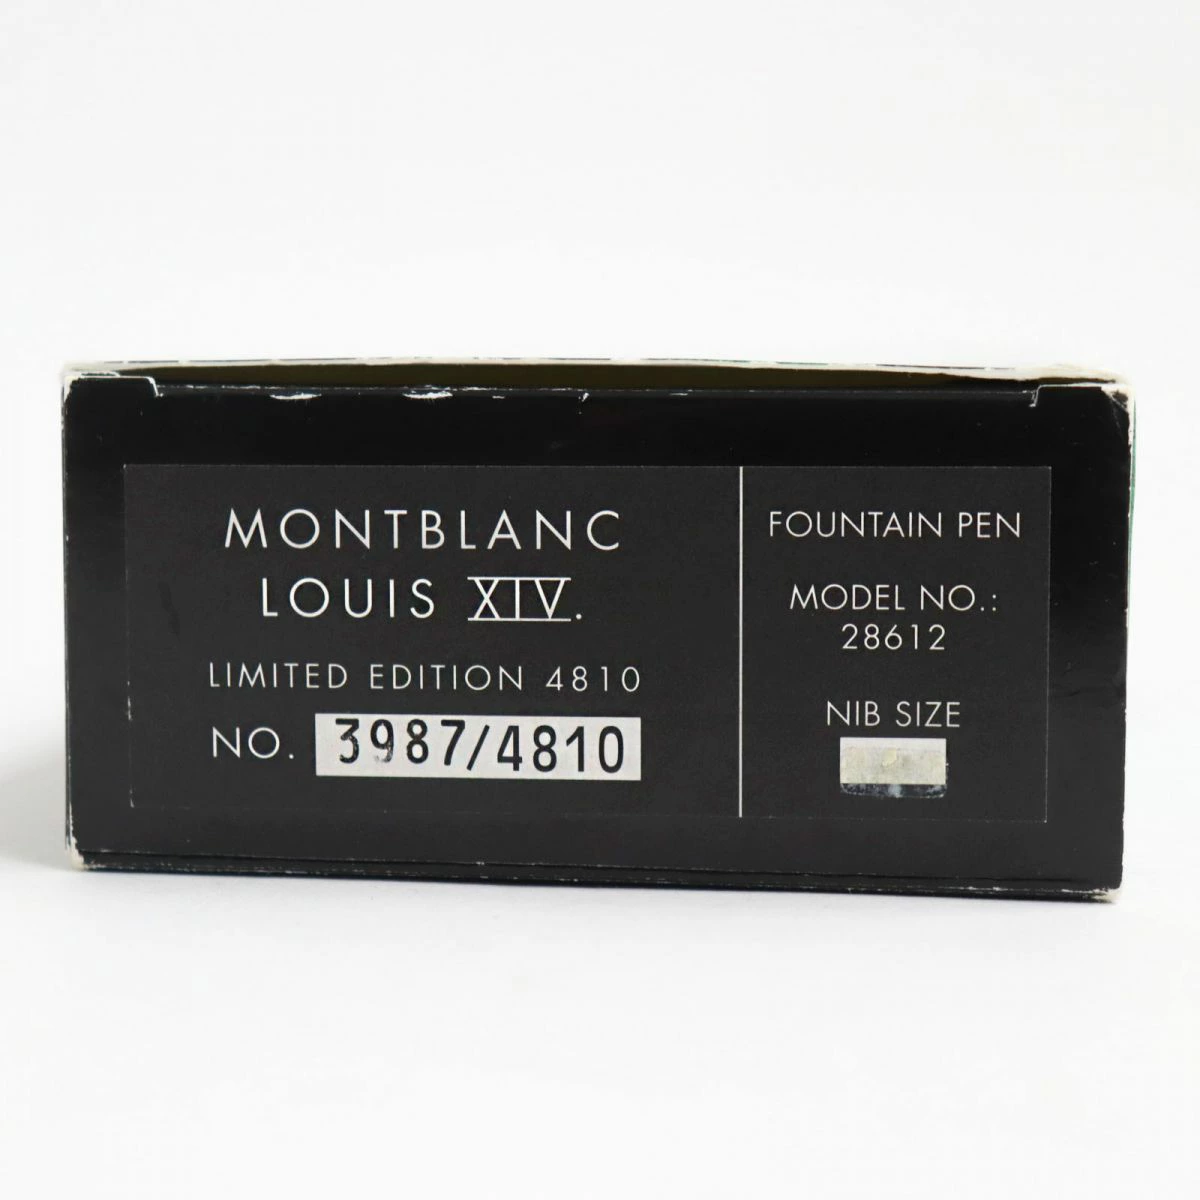 MONTBLANC
LOUIS XIV.
LIMITED EDITION 4810
NO. 3987/4810
FOUNTAIN PEN
MODEL NO.:
28612
NIB SIZE